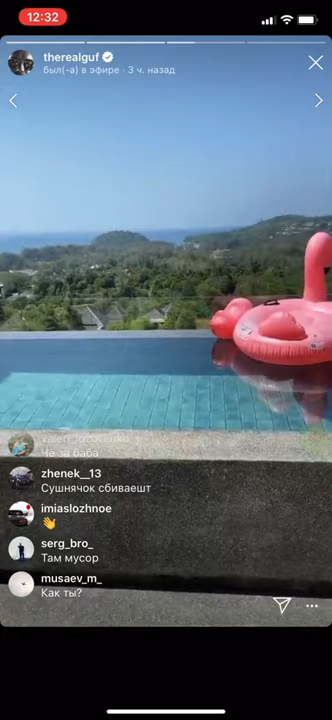 12:32
therealguf
был(-а) в эфире · 3 ч. назад
Че за баба
zhenek__13
Сушнячок сбиваешт
imiaslozhnoe
👋
serg_bro_
Там мусор
musaev_m_
Как ты?